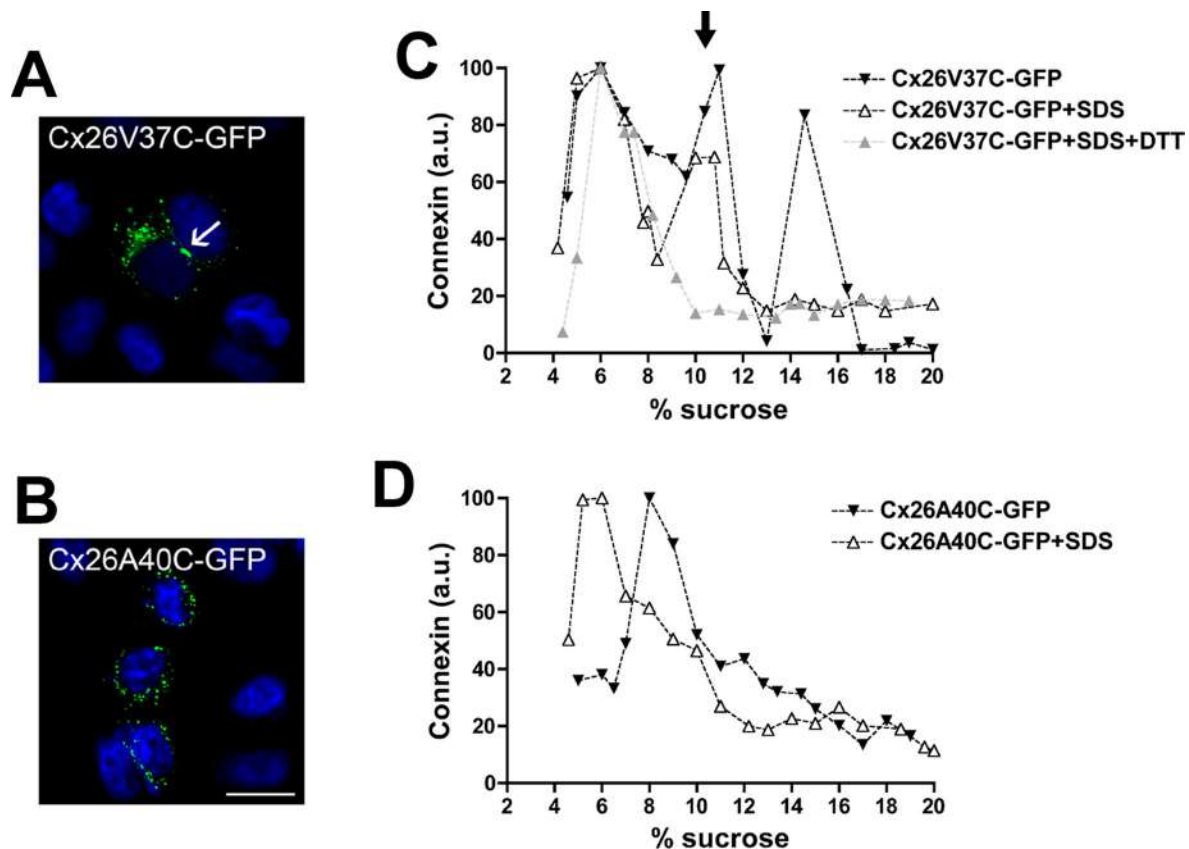 A
Cx26V37C-GFP
B
Cx26A40C-GFP
C
Connexin (a.u.)
100
80
60
40
20
0
2 4 6 8 10 12 14 16 18 20
% sucrose
Cx26V37C-GFP
Cx26V37C-GFP+SDS
Cx26V37C-GFP+SDS+DTT
D
Connexin (a.u.)
100
80
60
40
20
0
2 4 6 8 10 12 14 16 18 20
% sucrose
Cx26A40C-GFP
Cx26A40C-GFP+SDS